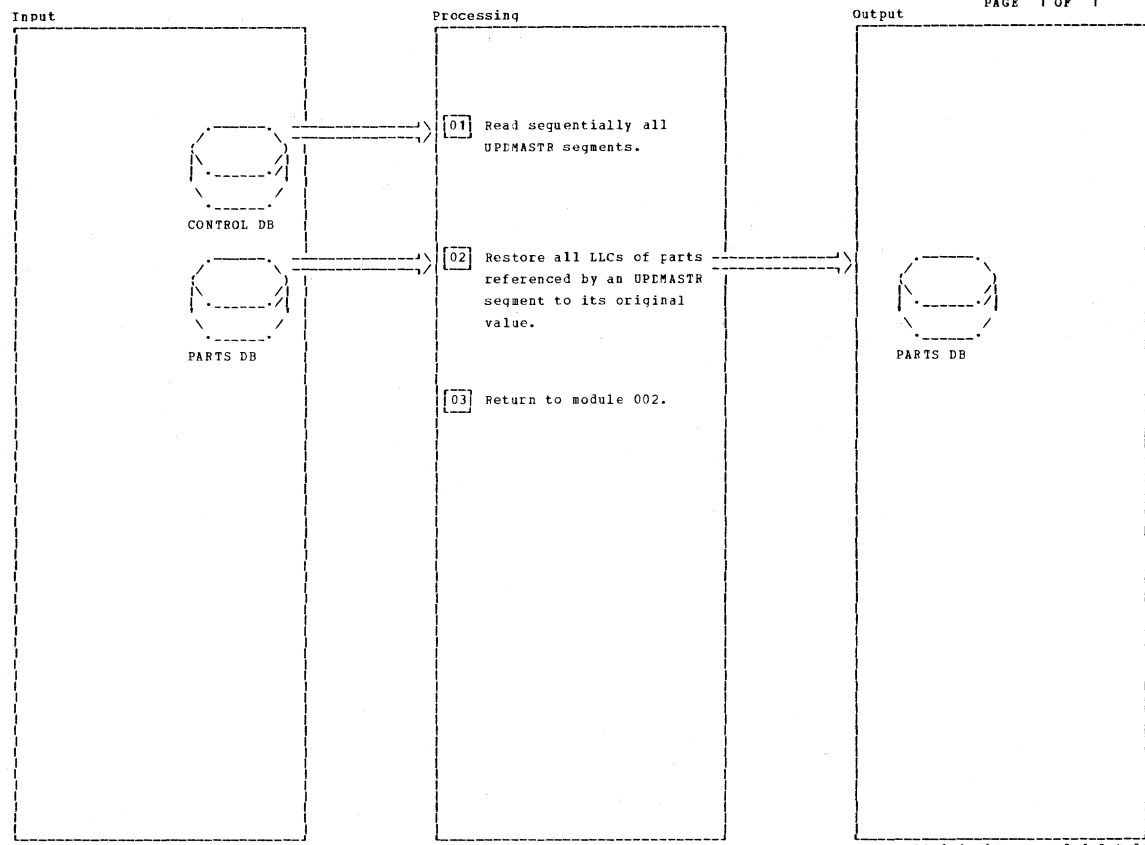 PAGE 1 OF 1
Input
Processing
Output
01 Read sequentially all
UPDMASTR segments.
CONTROL DB
02 Restore all LLCs of parts
referenced by an UPDMASTR
segment to its original
value.
PARTS DB
PARTS DB
03 Return to module 002.